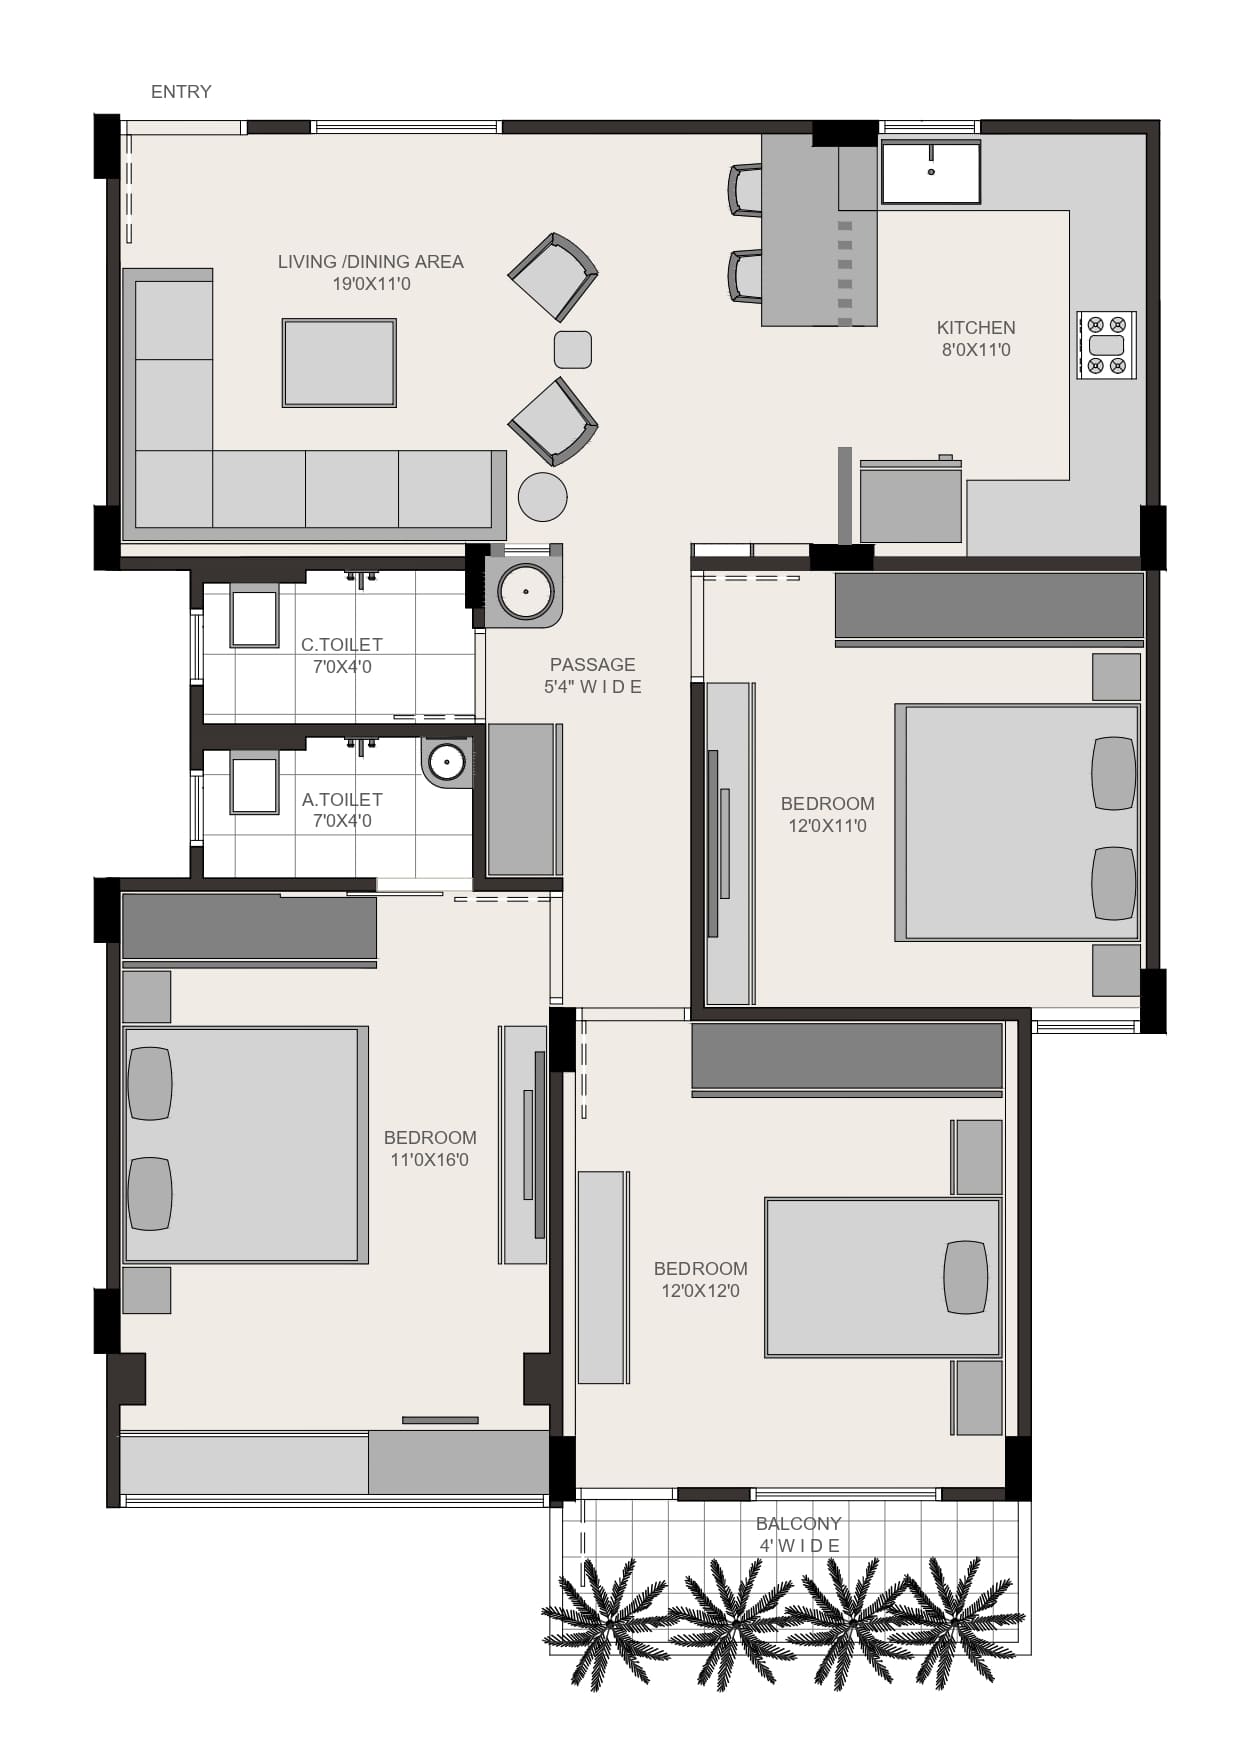 ENTRY
LIVING /DINING AREA
19'0X11'0
KITCHEN
8'0X11'0
C.TOILET
7'0X4'0
PASSAGE
5'4" W I D E
A.TOILET
7'0X4'0
BEDROOM
12'0X11'0
BEDROOM
11'0X16'0
BEDROOM
12'0X12'0
BALCONY
4' W I D E